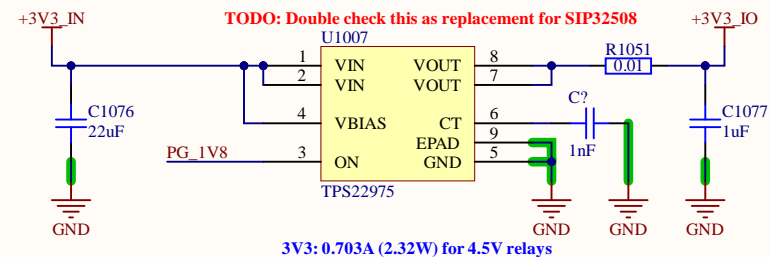 TODO: Double check this as replacement for SIP32508
+3V3_IN
+3V3_IO
U1007
1 VIN VOUT 8
2 VIN VOUT 7
R1051
0.01
C1076
22uF
4 VBIAS CT 6
C?
1nF
C1077
1uF
EPAD 9
PG_1V8
3 ON GND 5
TPS22975
GND
GND
GND
GND
3V3: 0.703A (2.32W) for 4.5V relays